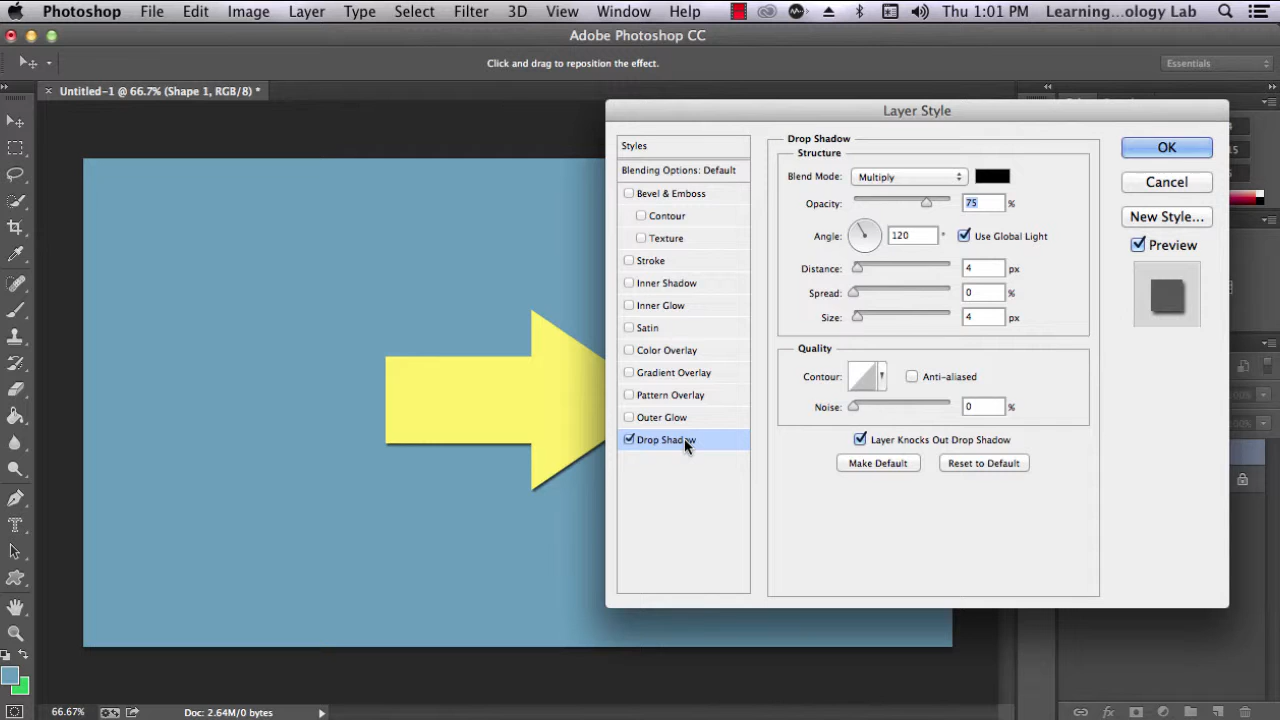 Photoshop File Edit Image Layer Type Select Filter 3D View Window Help Thu 1:01 PM Learning...ology Lab
Adobe Photoshop CC
Click and drag to reposition the effect.
Essentials
Untitled-1 @ 66.7% (Shape 1, RGB/8) *
Layer Style
Styles
Blending Options: Default
Bevel & Emboss
Contour
Texture
Stroke
Inner Shadow
Inner Glow
Satin
Color Overlay
Gradient Overlay
Pattern Overlay
Outer Glow
Drop Shadow
Drop Shadow
Structure
Blend Mode: Multiply
Opacity: 75 %
Angle: 120 ° Use Global Light
Distance: 4 px
Spread: 0 %
Size: 4 px
Quality
Contour: Anti-aliased
Noise: 0 %
Layer Knocks Out Drop Shadow
Make Default Reset to Default
OK
Cancel
New Style...
Preview
66.67% Doc: 2.64M/0 bytes